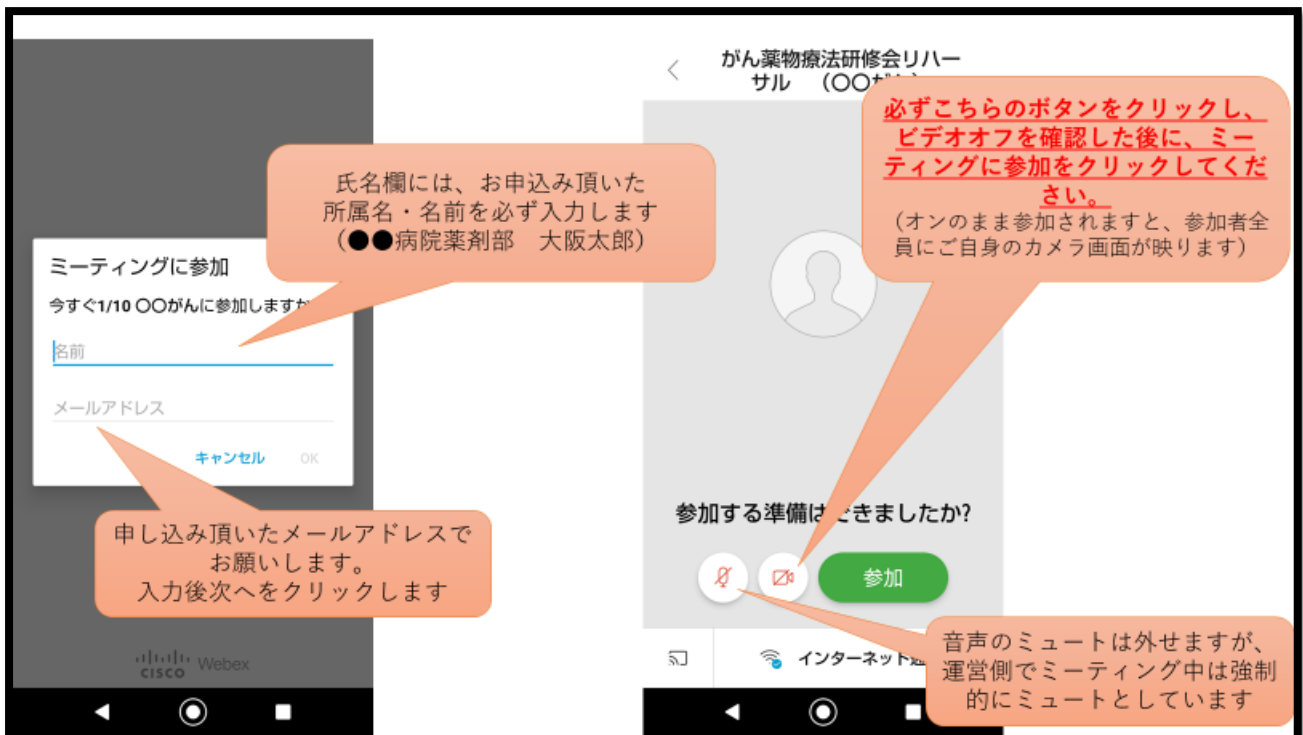 ミーティングに参加
今すぐ1/10 〇〇がんに参加しますか
名前
メールアドレス
キャンセル OK
氏名欄には、お申込み頂いた
所属名・名前を必ず入力します
（●●病院薬剤部　大阪太郎）
申し込み頂いたメールアドレスで
お願いします。
入力後次へをクリックします
CISCO Webex
がん薬物療法研修会リハー
サル （〇〇
必ずこちらのボタンをクリックし、
ビデオオフを確認した後に、ミー
ティングに参加をクリックしてくだ
さい。
（オンのまま参加されますと、参加者全
員にご自身のカメラ画面が映ります）
参加する準備はできましたか?
参加
インターネット
音声のミュートは外せますが、
運営側でミーティング中は強制
的にミュートとしています